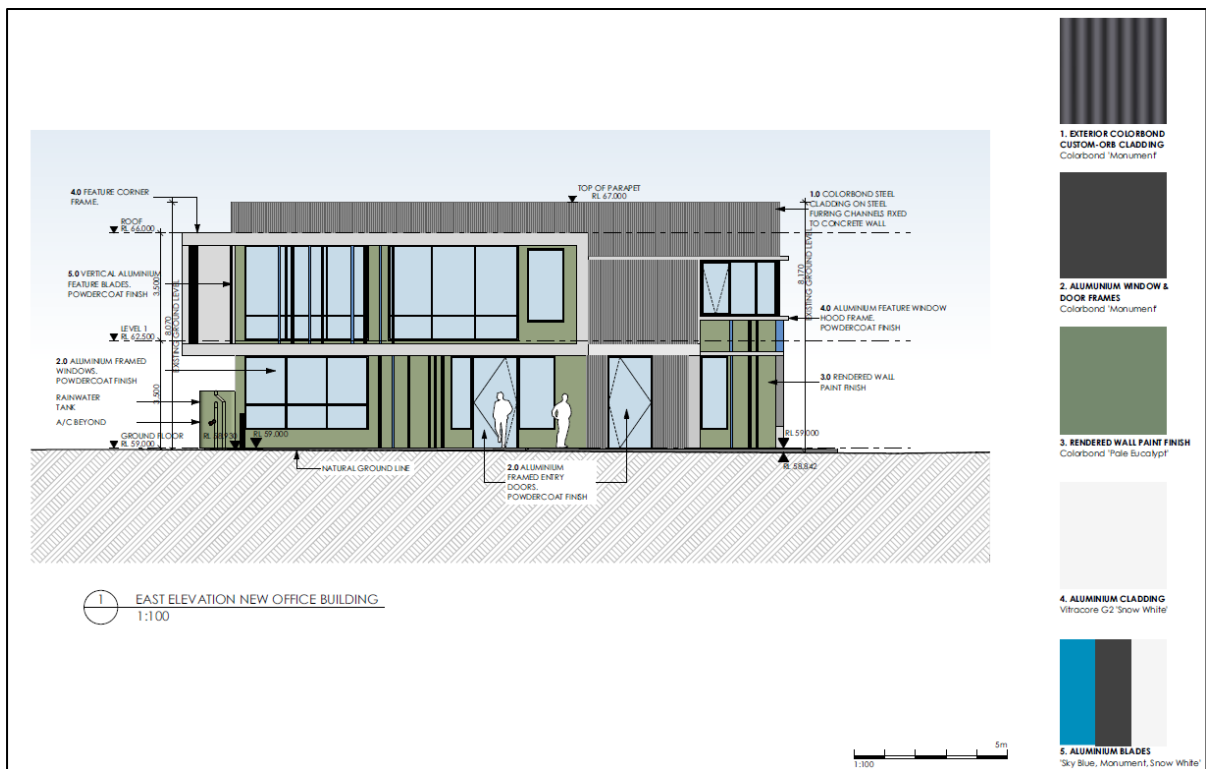 4.0 FEATURE CORNER
FRAME.
TOP OF PARAPET
RL 67.000
1.0 COLORBOND STEEL
CLADDING ON STEEL
FURRING CHANNELS FIXED
TO CONCRETE WALL
ROOF
RL 66.000
5.0 VERTICAL ALUMINIUM
FEATURE BLADES.
POWDERCOAT FINISH
3.500
8.070
EXISTING GROUND LEVEL
8.170
EXISTING GROUND LEVEL
4.0 ALUMINIUM FEATURE WINDOW
HOOD FRAME.
POWDERCOAT FINISH
LEVEL 1
RL 62.500
2.0 ALUMINIUM FRAMED
WINDOWS.
POWDERCOAT FINISH
3.500
3.0 RENDERED WALL
PAINT FINISH
RAINWATER
TANK
A/C BEYOND
GROUND FLOOR
RL 59.000
RL 58.930
RL 59.000
RL 59.000
RL 58.842
NATURAL GROUND LINE
2.0 ALUMINIUM
FRAMED ENTRY
DOORS.
POWDERCOAT FINISH
1
EAST ELEVATION NEW OFFICE BUILDING
1:100
5m
1:100
1. EXTERIOR COLORBOND
CUSTOM-ORB CLADDING
Colorbond 'Monument'
2. ALUMUNIUM WINDOW &
DOOR FRAMES
Colorbond 'Monument'
3. RENDERED WALL PAINT FINISH
Colorbond 'Pale Eucalypt'
4. ALUMINIUM CLADDING
Vitracore G2 'Snow White'
5. ALUMINIUM BLADES
'Sky Blue, Monument, Snow White'